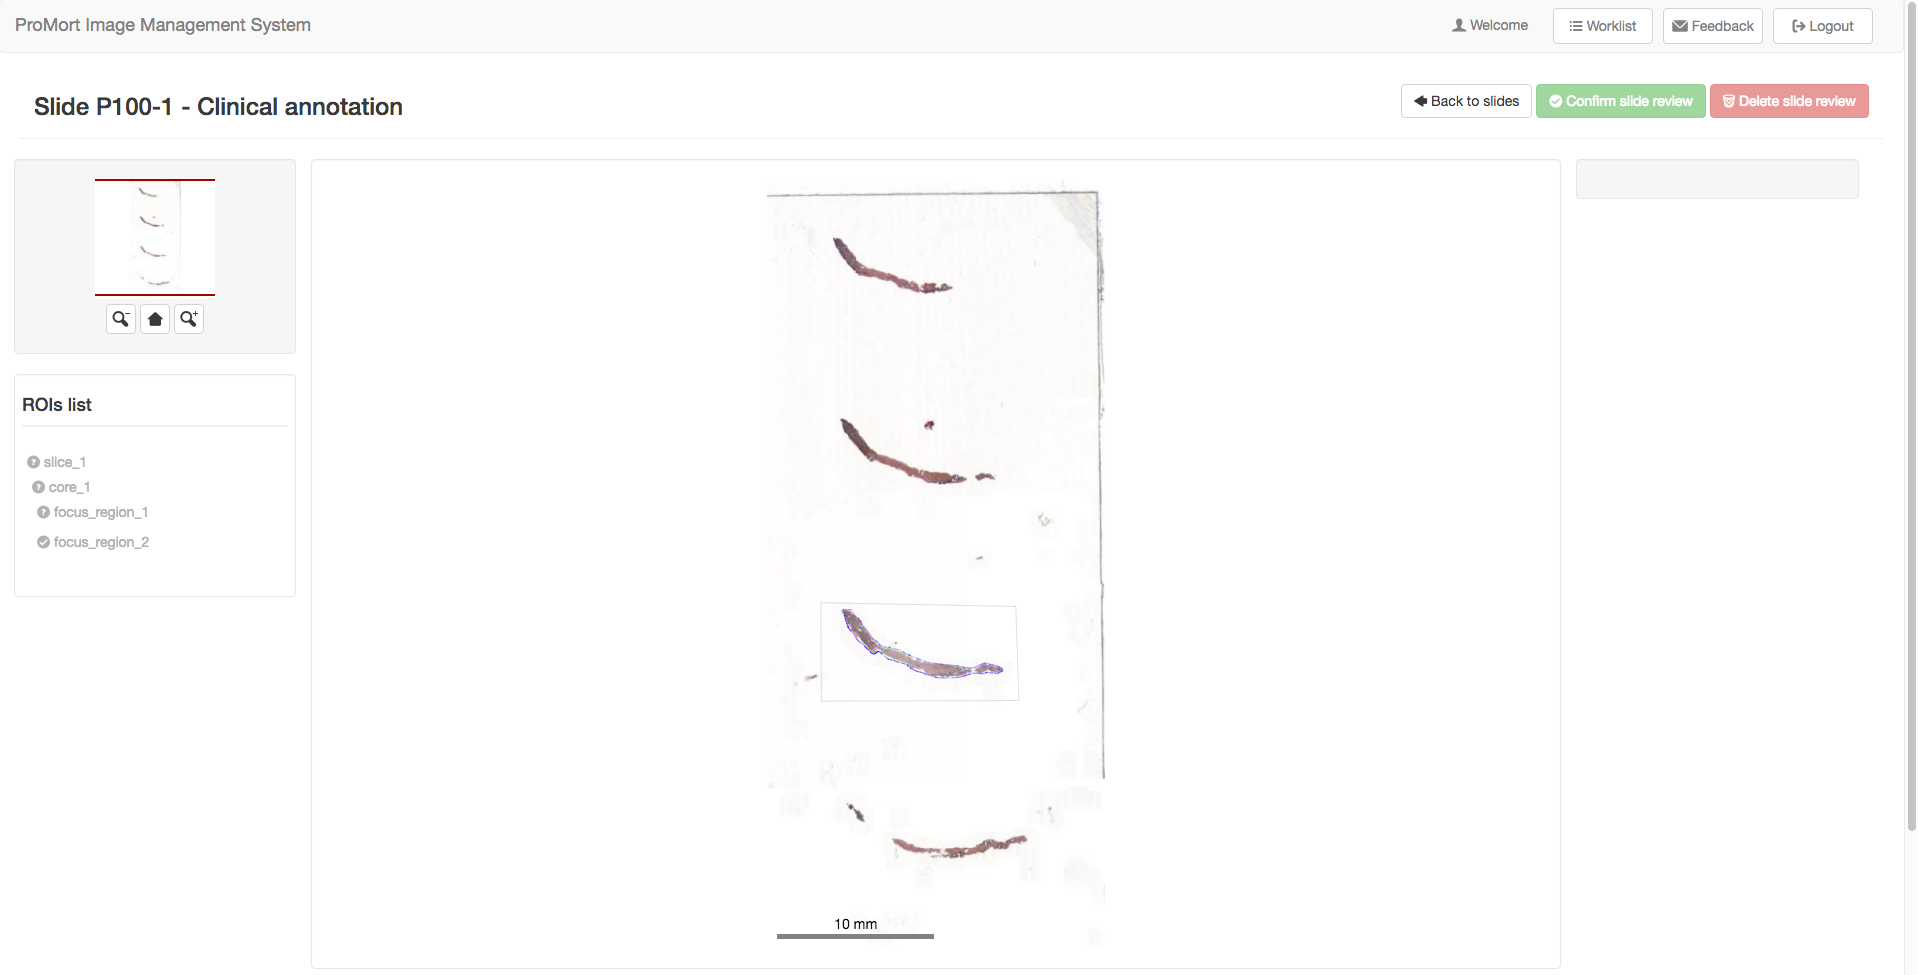 ProMort Image Management System
Welcome
Worklist
Feedback
Logout
Slide P100-1 - Clinical annotation
Back to slides
Confirm slide review
Delete slide review
ROIs list
slice_1
core_1
focus_region_1
focus_region_2
10 mm